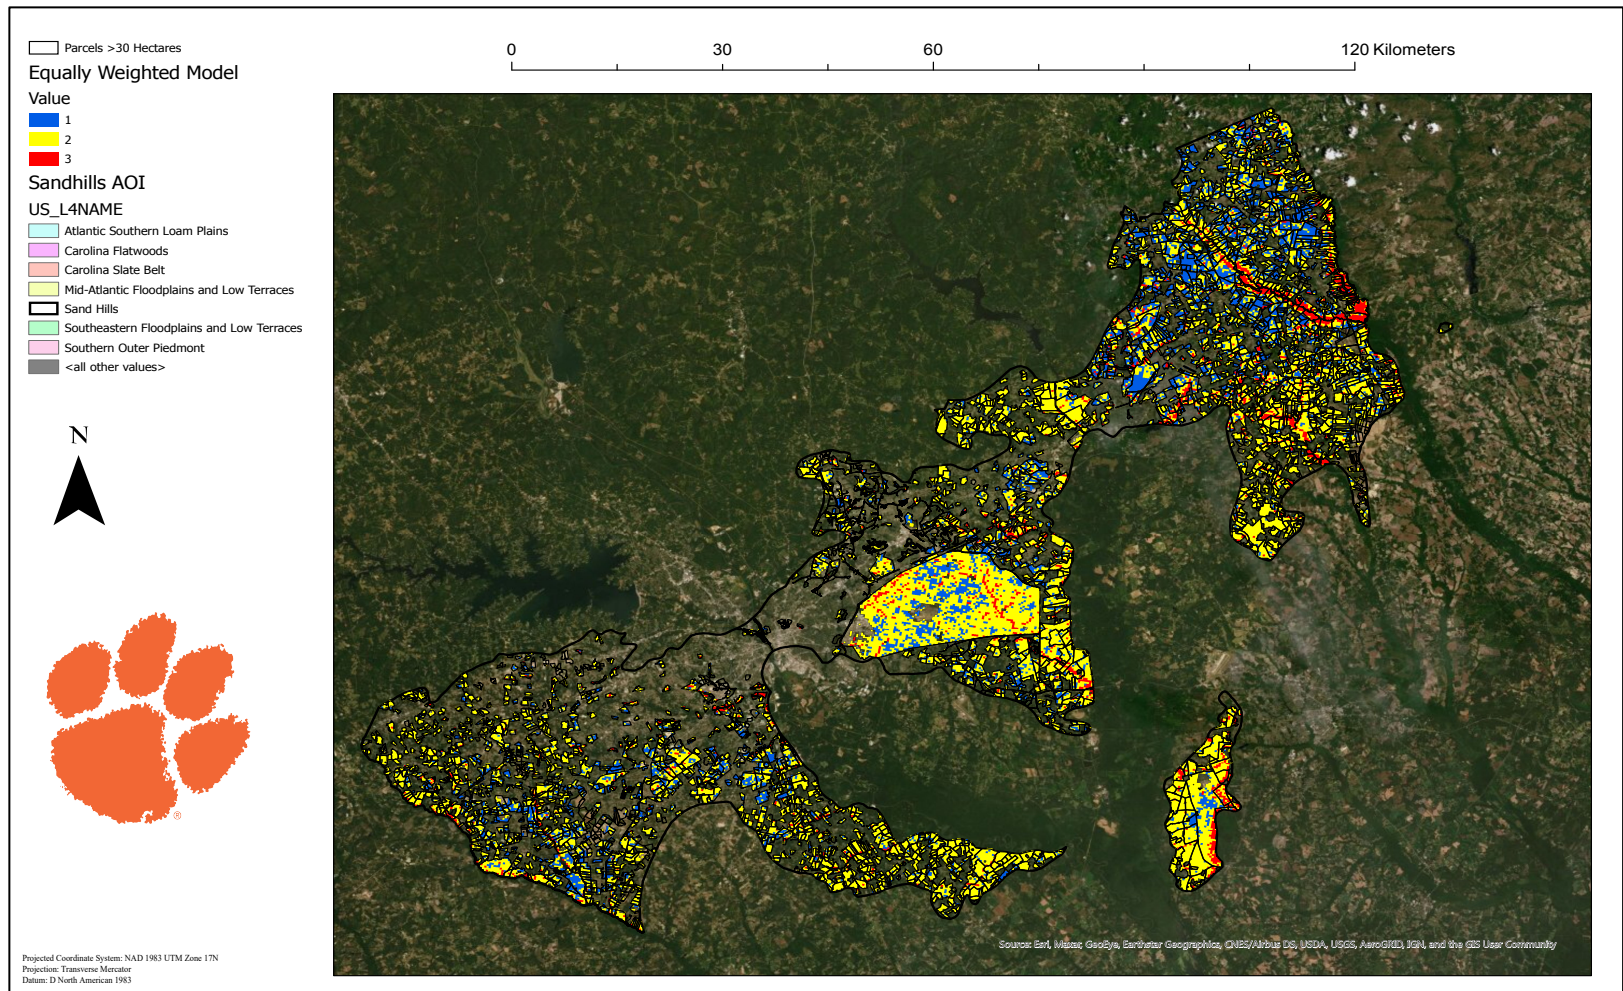 Parcels >30 Hectares
Equally Weighted Model
Value
1
2
3
Sandhills AOI
US_L4NAME
Atlantic Southern Loam Plains
Carolina Flatwoods
Carolina Slate Belt
Mid-Atlantic Floodplains and Low Terraces
Sand Hills
Southeastern Floodplains and Low Terraces
Southern Outer Piedmont
<all other values>
0 30 60 120 Kilometers
N
®
Source: Esri, Maxar, GeoEye, Earthstar Geographics, CNES/Airbus DS, USDA, USGS, AeroGRID, IGN, and the GIS User Community
Projected Coordinate System: NAD 1983 UTM Zone 17N
Projection: Transverse Mercator
Datum: D North American 1983